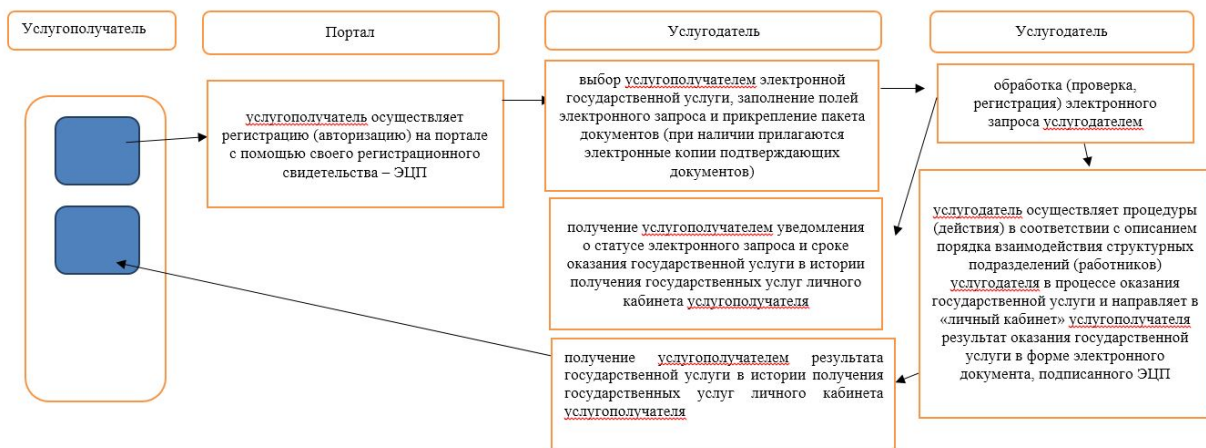 Услугополучатель
Портал
Услугодатель
Услугодатель
услугополучатель осуществляет
регистрацию (авторизацию) на портале
с помощью своего регистрационного
свидетельства – ЭЦП
выбор услугополучателем электронной
государственной услуги, заполнение полей
электронного запроса и прикрепление пакета
документов (при наличии прилагаются
электронные копии подтверждающих
документов)
обработка (проверка,
регистрация) электронного
запроса услугодателем
получение услугополучателем уведомления
о статусе электронного запроса и сроке
оказания государственной услуги в истории
получения государственных услуг личного
кабинета услугополучателя
услугодатель осуществляет процедуры
(действия) в соответствии с описанием
порядка взаимодействия структурных
подразделений (работников)
услугодателя в процессе оказания
государственной услуги и направляет в
«личный кабинет» услугополучателя
результат оказания государственной
услуги в форме электронного
документа, подписанного ЭЦП
получение услугополучателем результата
государственной услуги в истории получения
государственных услуг личного кабинета
услугополучателя